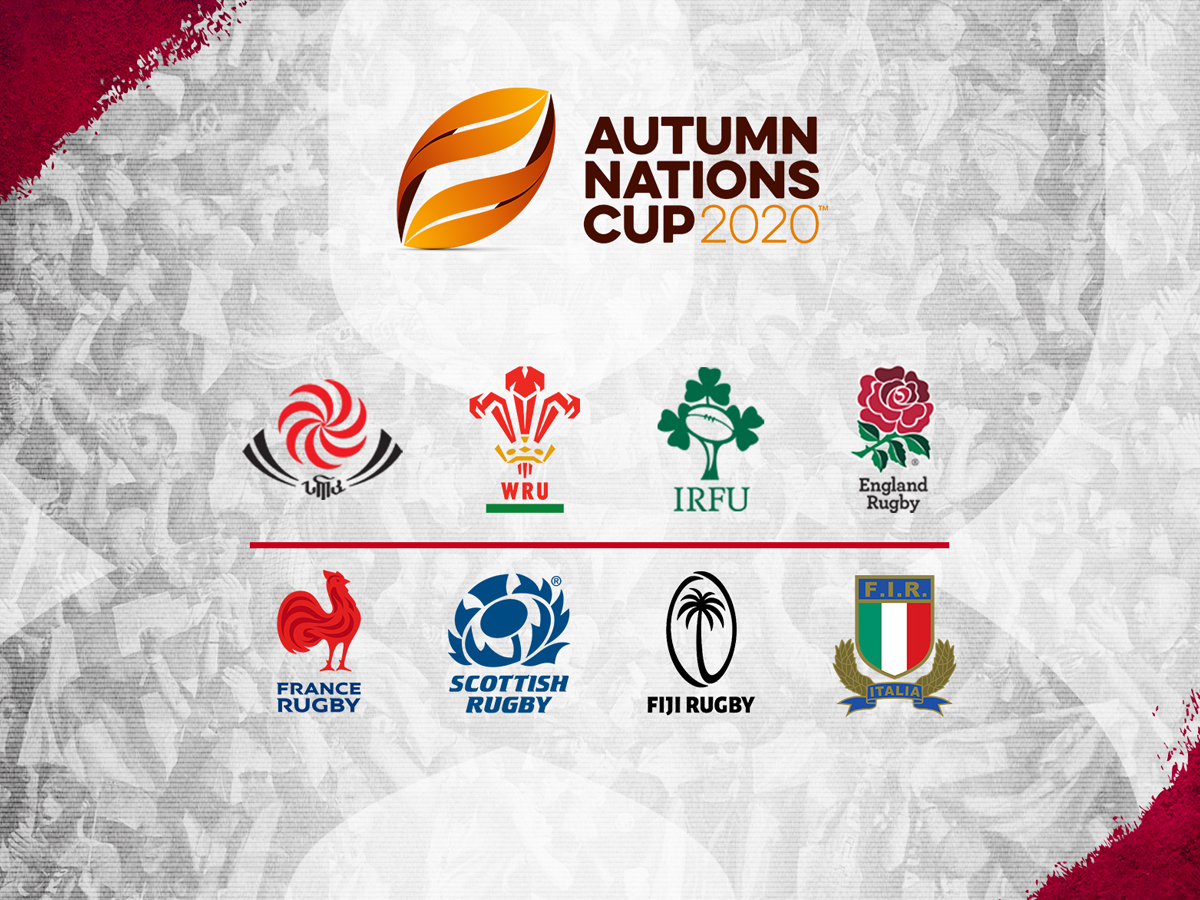 AUTUMN
NATIONS
CUP 2020™
WRU
IRFU
®
England
Rugby
FRANCE
RUGBY
®
SCOTTISH
RUGBY
FIJI RUGBY
F.I.R.
ITALIA